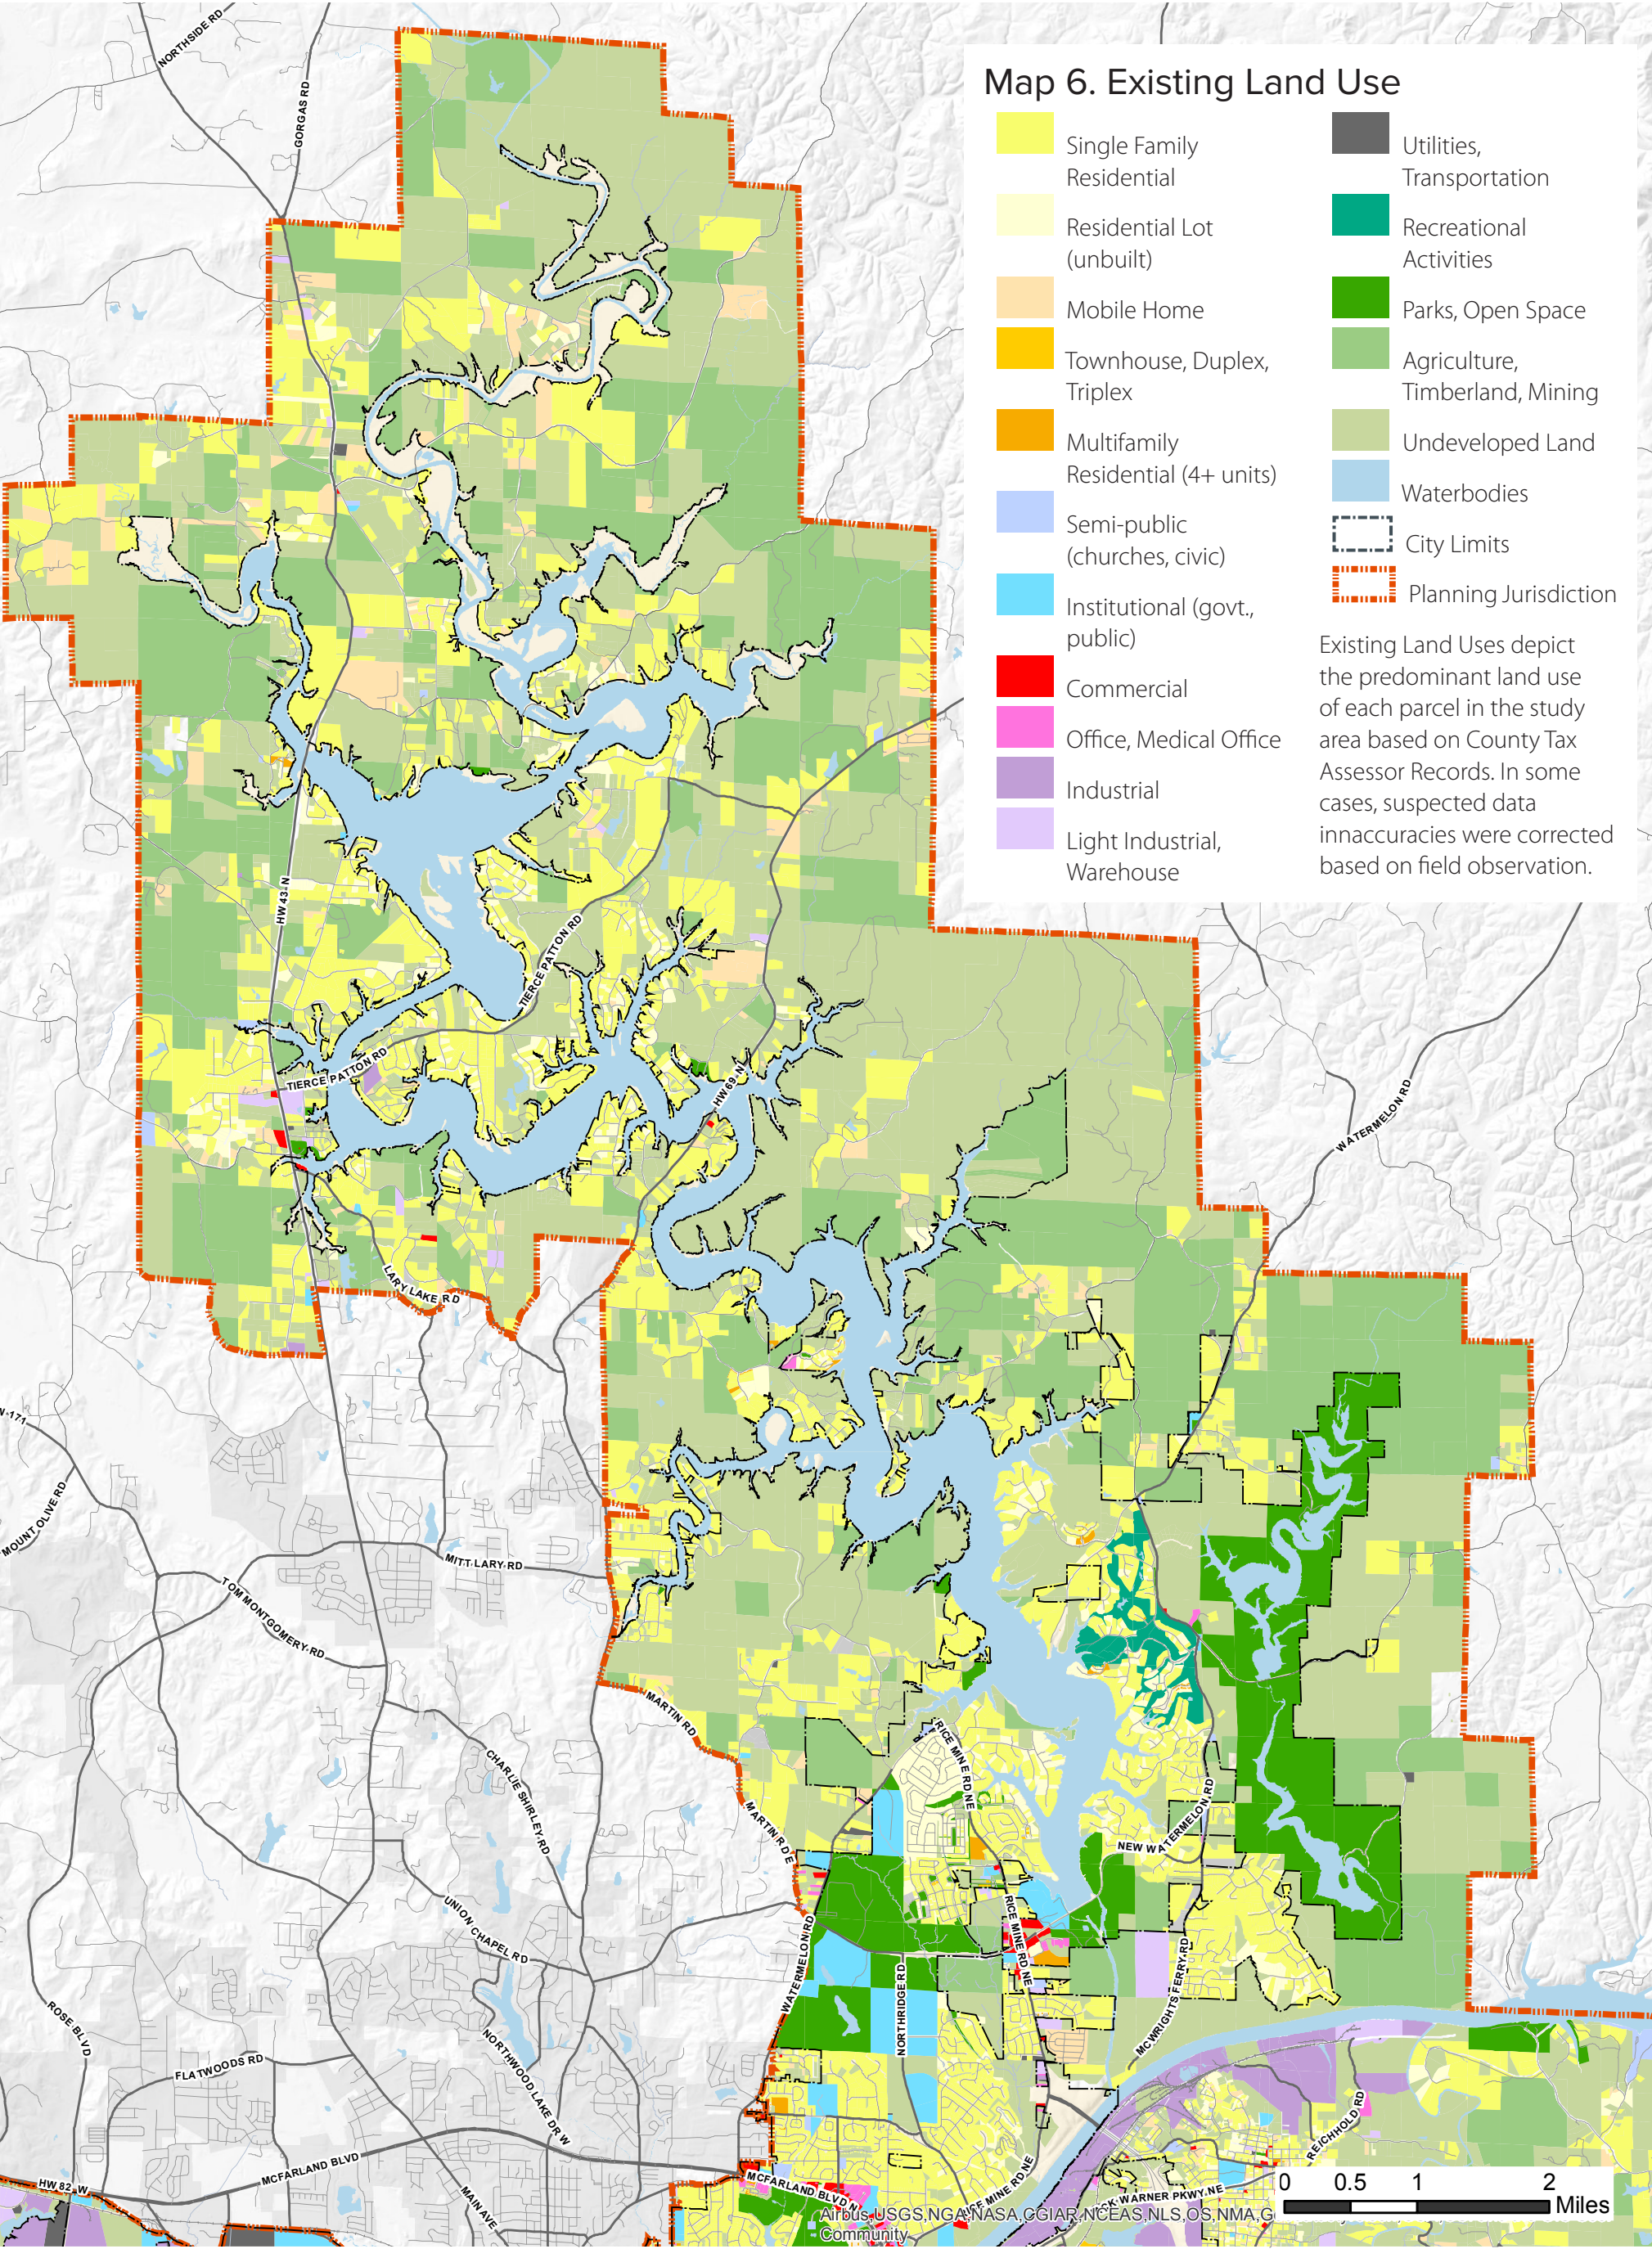 Map 6. Existing Land Use
Single Family
Residential
Residential Lot
(unbuilt)
Mobile Home
Townhouse, Duplex,
Triplex
Multifamily
Residential (4+ units)
Semi-public
(churches, civic)
Institutional (govt.,
public)
Commercial
Office, Medical Office
Industrial
Light Industrial,
Warehouse
Utilities,
Transportation
Recreational
Activities
Parks, Open Space
Agriculture,
Timberland, Mining
Undeveloped Land
Waterbodies
City Limits
Planning Jurisdiction
Existing Land Uses depict
the predominant land use
of each parcel in the study
area based on County Tax
Assessor Records. In some
cases, suspected data
innaccuracies were corrected
based on field observation.
NORTHSIDE RD
GORGAS RD
HW 43-N
TIERCE PATTON RD
TIERCE PATTON RD
HW 69-N
WATERMELON RD
LARY LAKE RD
MOUNT OLIVE RD
MITT LARY-RD
TOM MONTGOMERY-RD
MARTIN RD
CHARLIE SHIRLEY-RD
MARTIN R D E
RICE MINE RD NE
NEW WATERMELON RD
UNION CHAPEL RD
WATERMELON RD
RICE MINE RD NE
NORTHRIDGE RD
MCWRIGHTS FERRY-RD
ROSE BLVD
FLATWOODS RD
NORTHWOOD LAKE DR W
REICHHOLD RD
MCFARLAND BLVD
HW 82 W
MAIN AVE
MCFARLAND BLVD N
MINE RD NE
WARNER PKWY-NE
Airbus,USGS,NGA,NASA,CGIAR,NCEAS,NLS,OS,NMA,G
Community
0 0.5 1 2
Miles